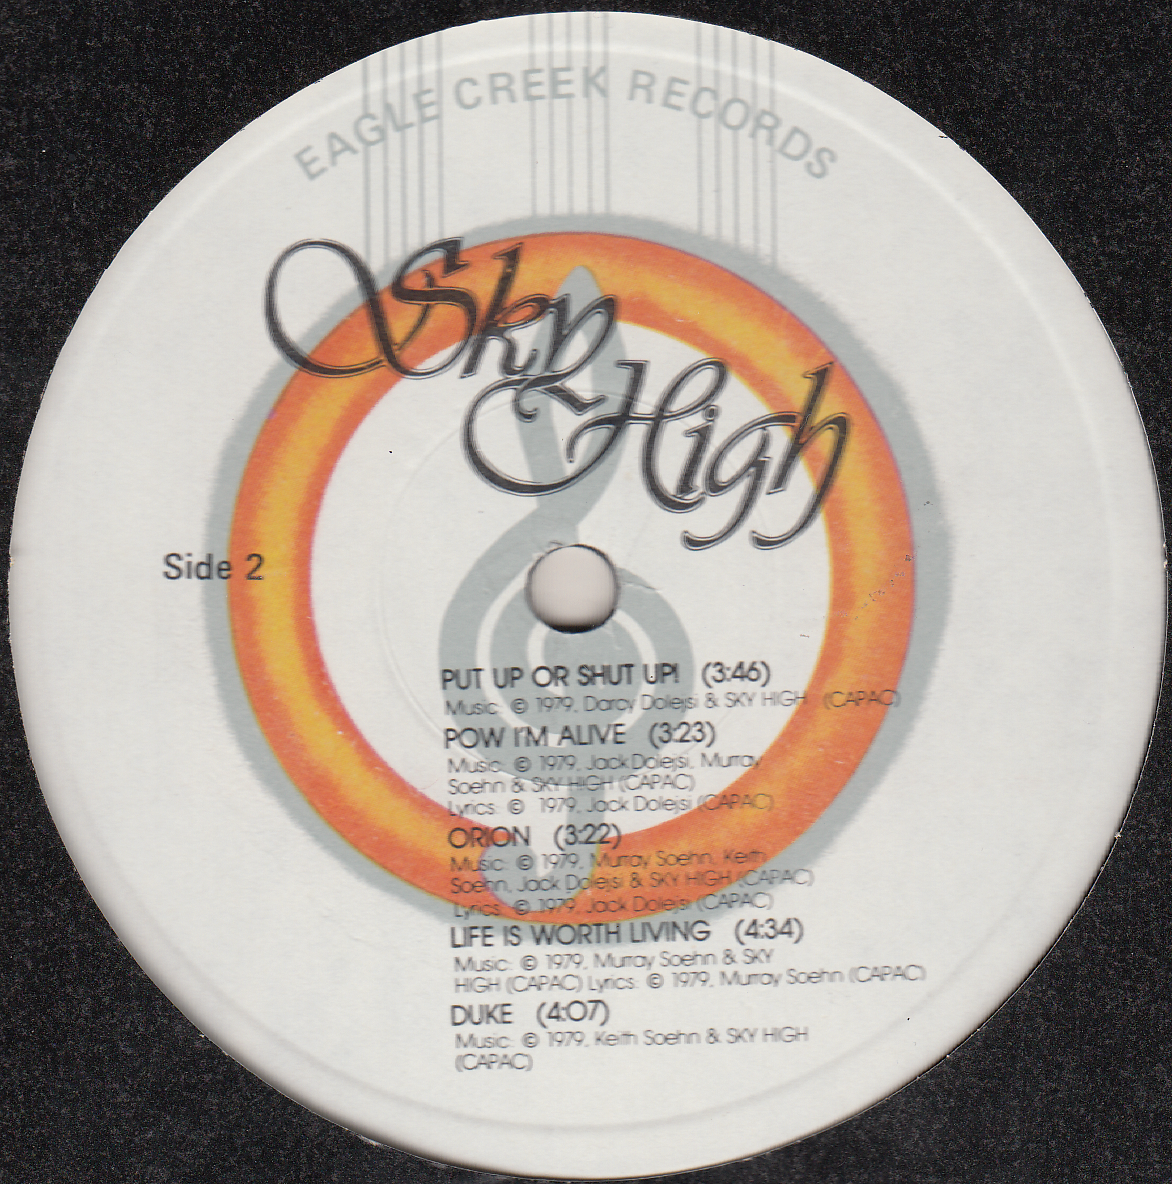 EAGLE CREEK RECORDS
Sky
High
Side 2
PUT UP OR SHUT UP! (3:46)
Music: © 1979, Darcy Dolejsi & SKY HIGH (CAPAC)
POW I'M ALIVE (3:23)
Music: © 1979, Jack Dolejsi, Murray
Soehn & SKY HIGH (CAPAC)
Lyrics: © 1979, Jack Dolejsi (CAPAC)
ORION (3:22)
Music: © 1979, Murray Soehn, Keith
Soehn, Jack Dolejsi & SKY HIGH (CAPAC)
Lyrics: © 1979, Jack Dolejsi (CAPAC)
LIFE IS WORTH LIVING (4:34)
Music: © 1979, Murray Soehn & SKY
HIGH (CAPAC) Lyrics: © 1979, Murray Soehn (CAPAC)
DUKE (4:07)
Music: © 1979, Keith Soehn & SKY HIGH
(CAPAC)